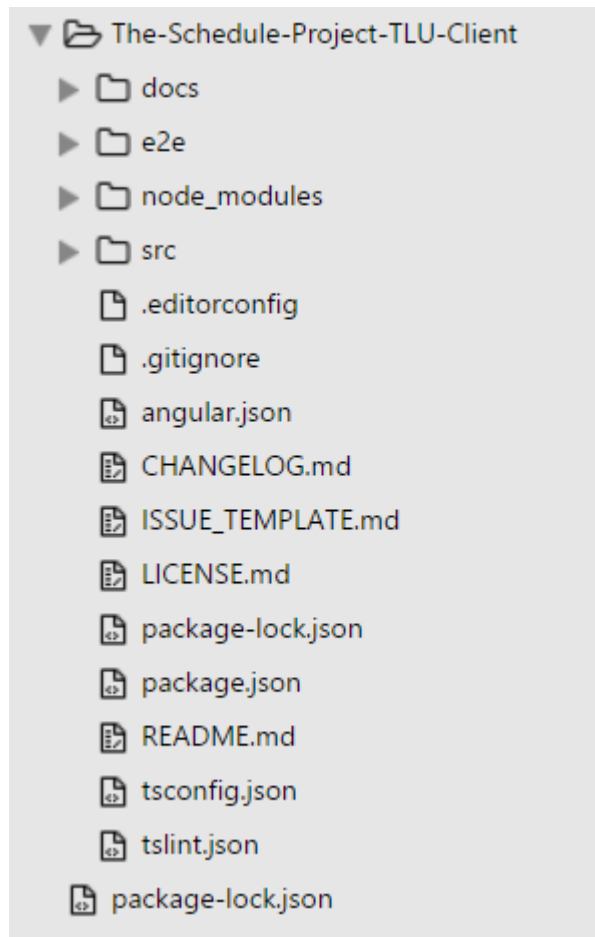 The-Schedule-Project-TLU-Client
docs
e2e
node_modules
src
.editorconfig
.gitignore
angular.json
CHANGELOG.md
ISSUE_TEMPLATE.md
LICENSE.md
package-lock.json
package.json
README.md
tsconfig.json
tslint.json
package-lock.json